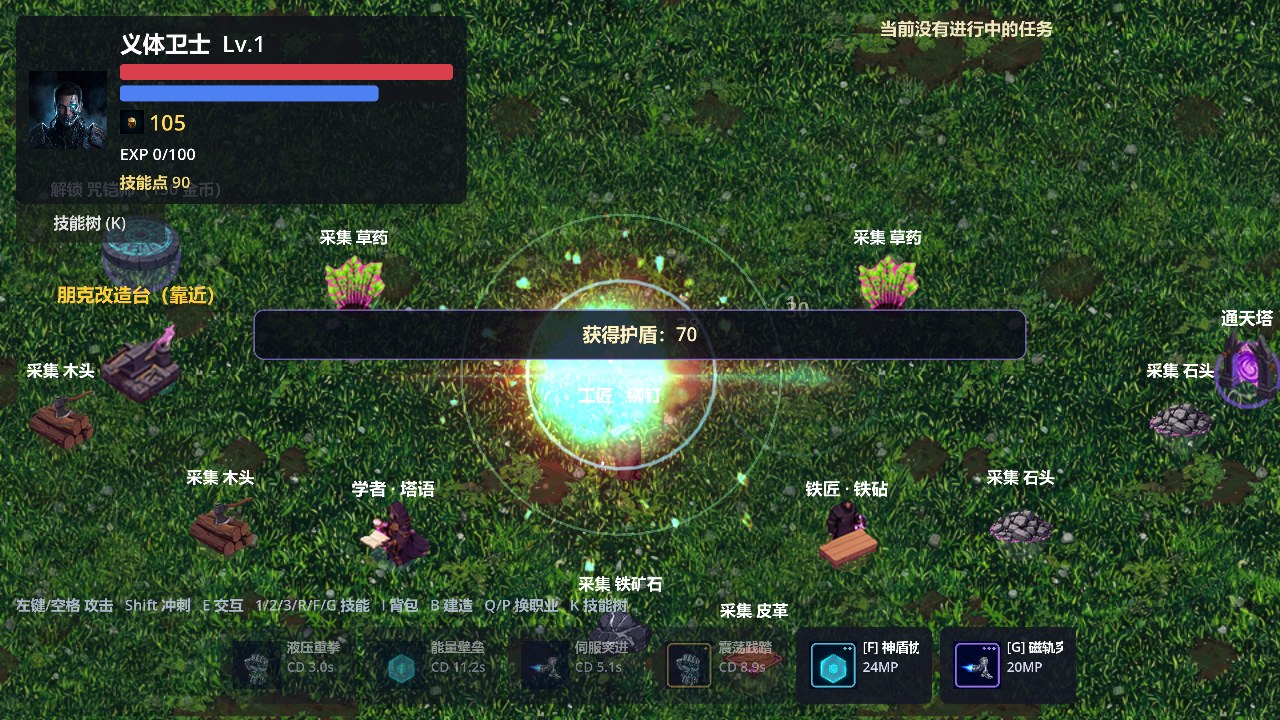 义体卫士 Lv.1
105
EXP 0/100
技能点 90
技能树 (K)
当前没有进行中的任务
采集 草药
采集 草药
朋克改造台（靠近）
获得护盾：70
通天塔
采集 木头
采集 石头
工匠 · 铆钉
采集 木头
学者 · 塔语
铁匠 · 铁砧
采集 石头
采集 铁矿石
左键/空格 攻击 Shift 冲刺 E 交互 1/2/3/R/F/G 技能 I 背包 B 建造 Q/P 换职业 K 技能树
采集 皮革
液压重拳
CD 3.0s
能量壁垒
CD 11.2s
伺服突进
CD 5.1s
震荡践踏
CD 8.9s
[F] 神盾
24MP
[G] 磁轨
20MP